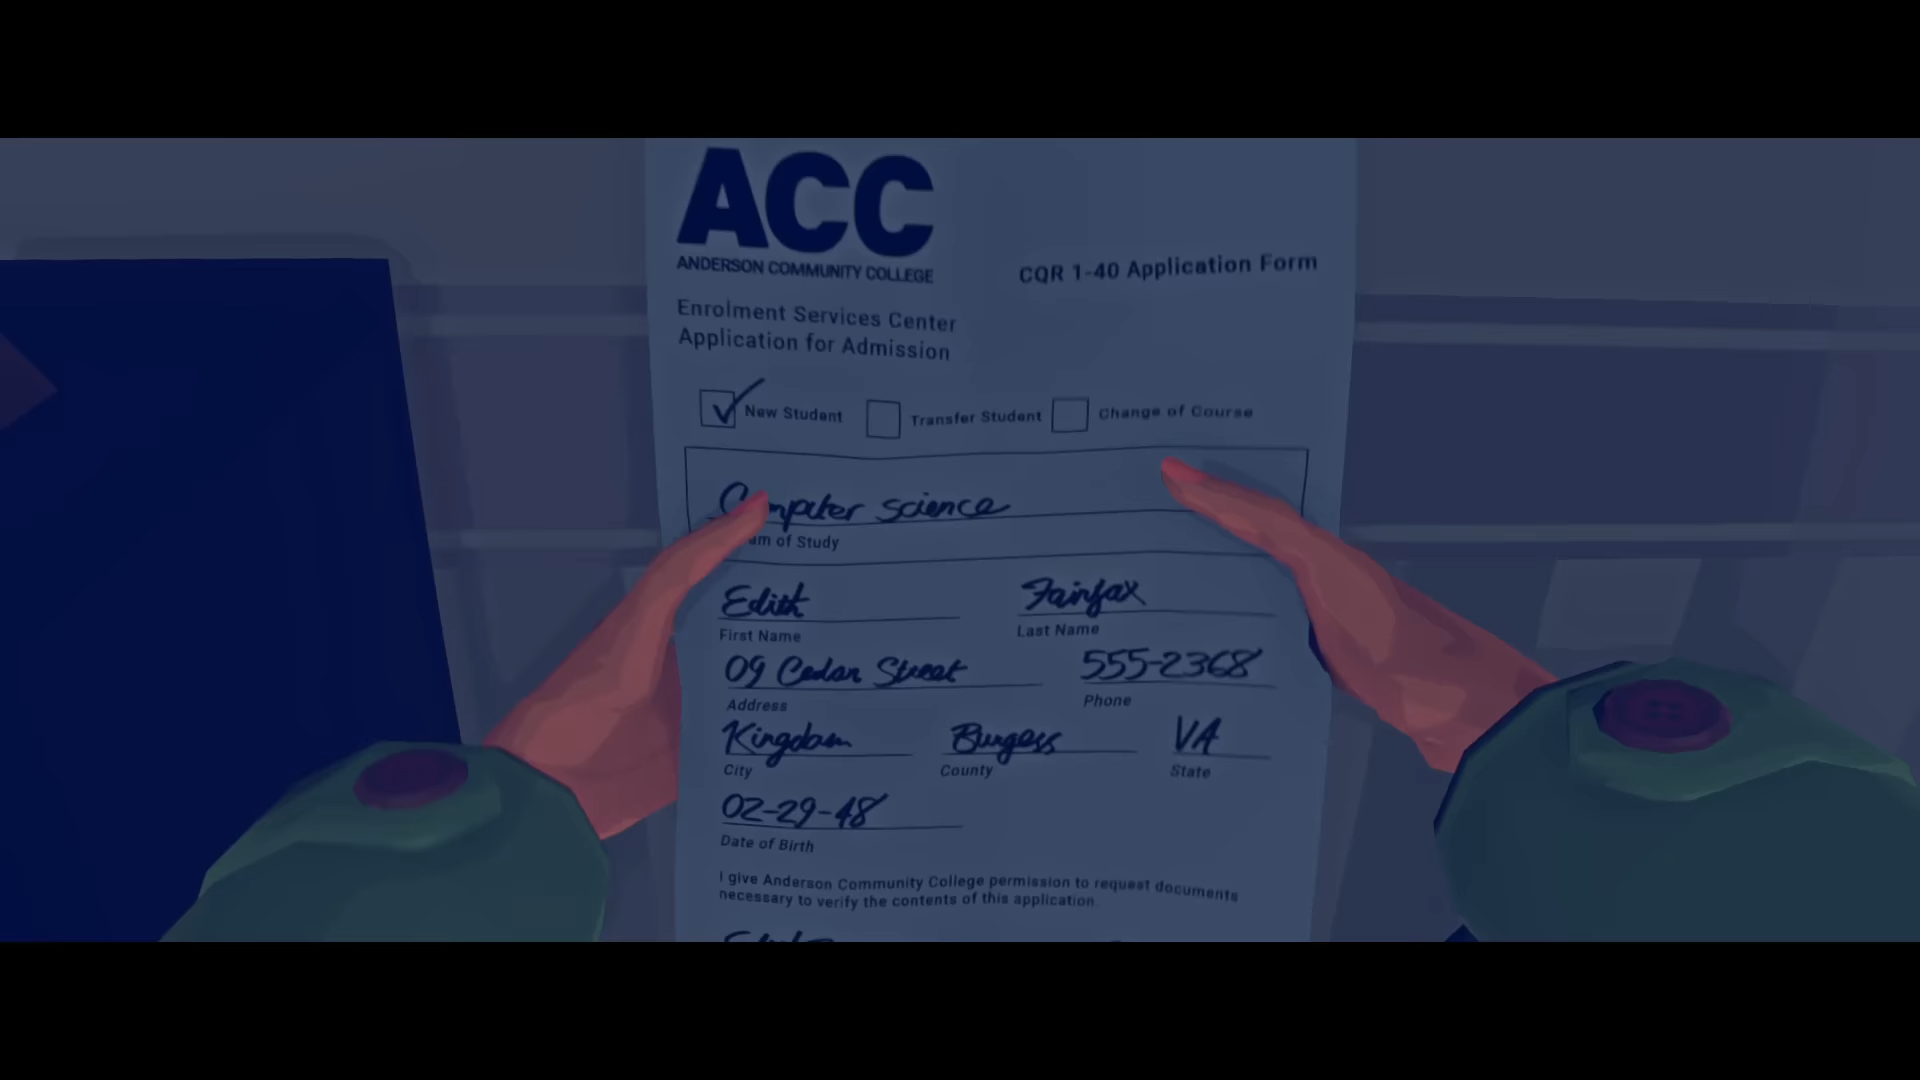 ACC
ANDERSON COMMUNITY COLLEGE
CQR 1-40 Application Form
Enrolment Services Center
Application for Admission
New Student Transfer Student Change of Course
Computer science
of Study
Edith Fairfax
First Name Last Name
09 Cedar Street 555-2368
Address Phone
Kingdom Burgess VA
City County State
02-29-48
Date of Birth
I give Anderson Community College permission to request documents
necessary to verify the contents of this application.